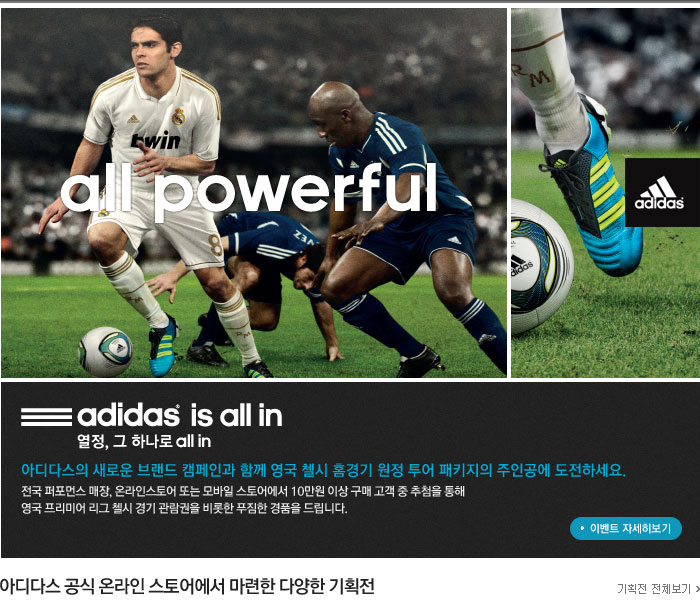 bwin
8
all powerful
RM
adidas
adidas
adidas is all in
열정, 그 하나로 all in
아디다스의 새로운 브랜드 캠페인과 함께 영국 첼시 홈경기 원정 투어 패키지의 주인공에 도전하세요.
전국 퍼포먼스 매장, 온라인스토어 또는 모바일 스토어에서 10만원 이상 구매 고객 중 추첨을 통해
영국 프리미어 리그 첼시 경기 관람권을 비롯한 푸짐한 경품을 드립니다.
이벤트 자세히보기
아디다스 공식 온라인 스토어에서 마련한 다양한 기획전
기획전 전체보기 >